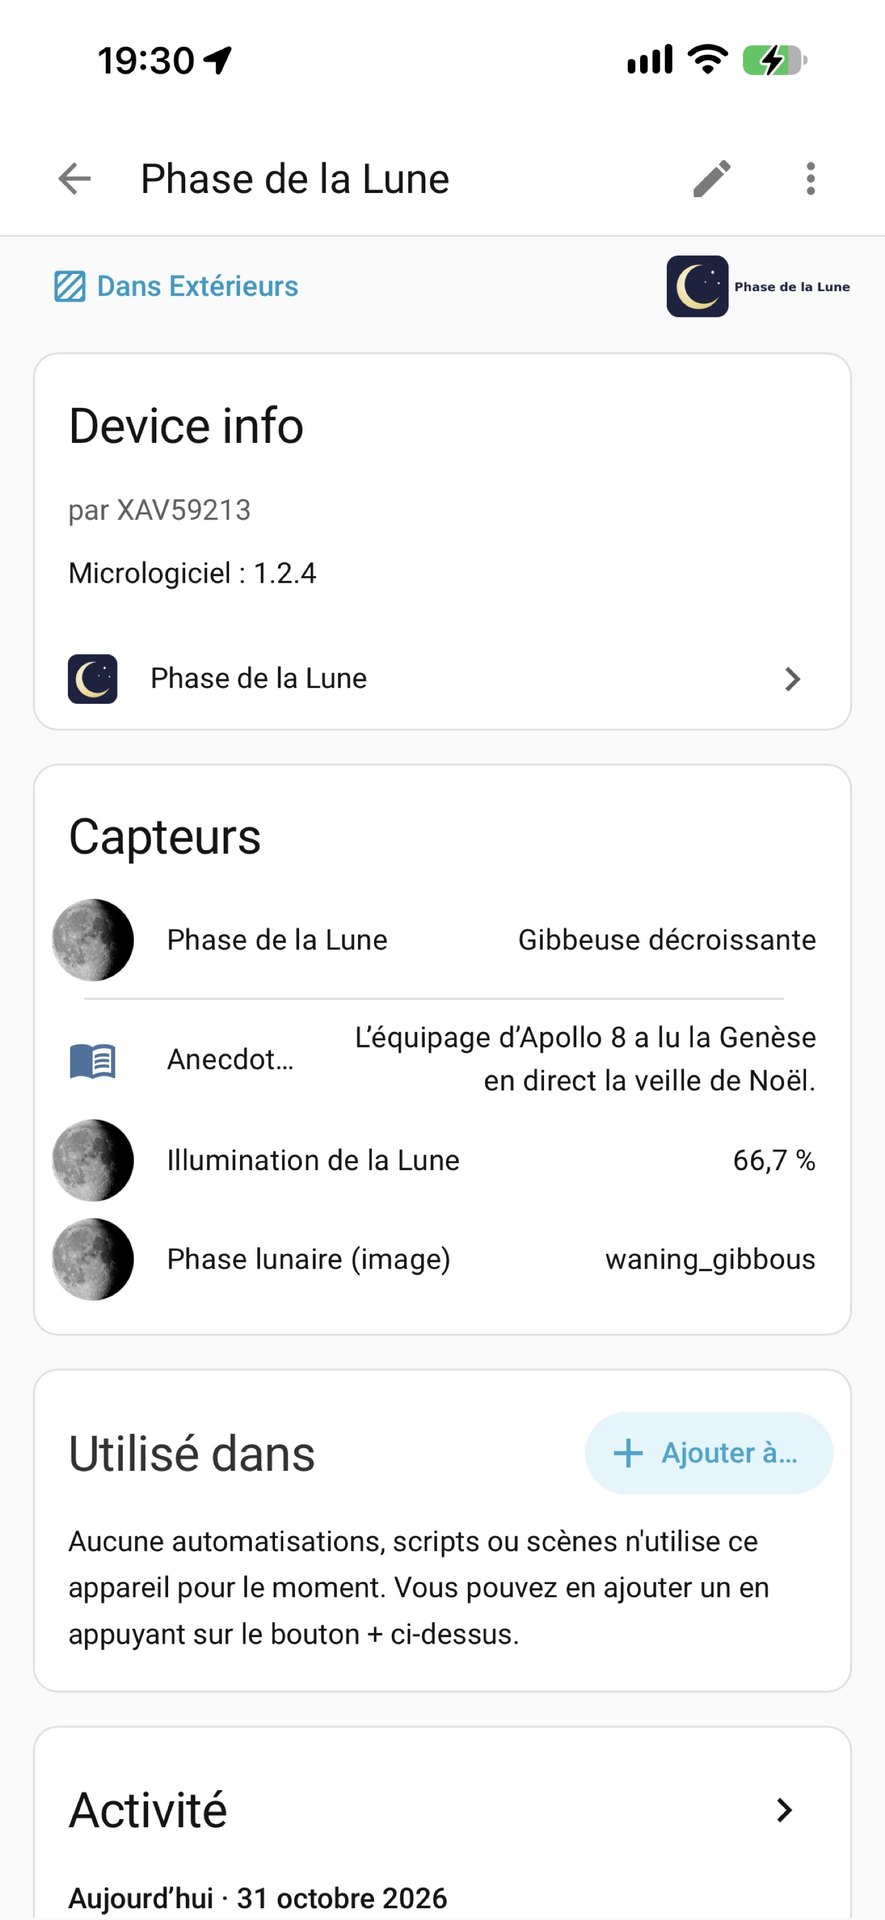 19:30
Phase de la Lune
Dans Extérieurs
Phase de la Lune
Device info
par XAV59213
Micrologiciel : 1.2.4
Phase de la Lune
Capteurs
Phase de la Lune Gibbeuse décroissante
Anecdot... L’équipage d’Apollo 8 a lu la Genèse
en direct la veille de Noël.
Illumination de la Lune 66,7 %
Phase lunaire (image) waning_gibbous
Utilisé dans
Ajouter à...
Aucune automatisations, scripts ou scènes n'utilise ce
appareil pour le moment. Vous pouvez en ajouter un en
appuyant sur le bouton + ci-dessus.
Activité
Aujourd’hui · 31 octobre 2026